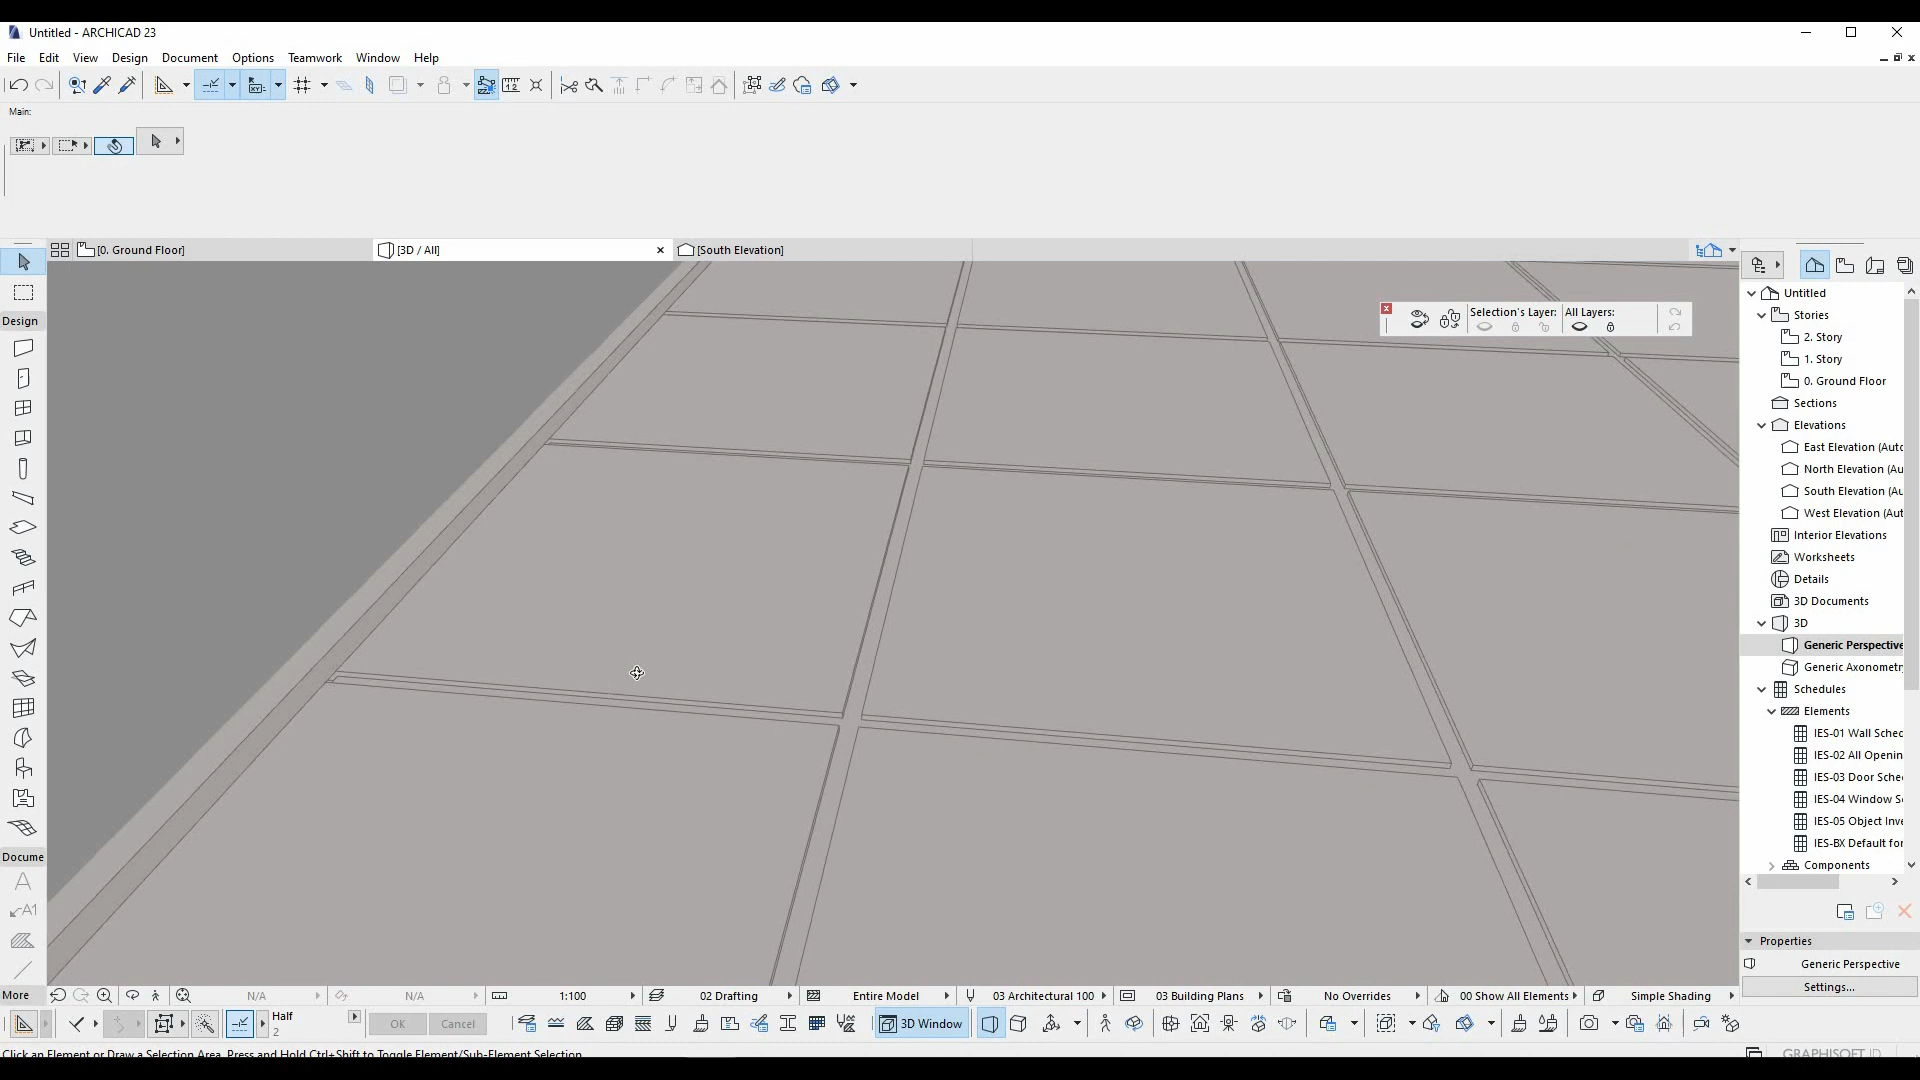 Untitled - ARCHICAD 23
File Edit View Design Document Options Teamwork Window Help
Main:
[0. Ground Floor]
[3D / All]
[South Elevation]
Selection's Layer: All Layers:
Design
Docume
A
A1
More
Untitled
Stories
2. Story
1. Story
0. Ground Floor
Sections
Elevations
East Elevation (Auto
North Elevation (Au
South Elevation (Au
West Elevation (Aut
Interior Elevations
Worksheets
Details
3D Documents
3D
Generic Perspective
Generic Axonometr
Schedules
Elements
IES-01 Wall Sched
IES-02 All Openin
IES-03 Door Sche
IES-04 Window S
IES-05 Object Inve
IES-BX Default for
Components
Properties
Generic Perspective
Settings...
N/A
N/A
1:100
02 Drafting
Entire Model
03 Architectural 100
03 Building Plans
No Overrides
00 Show All Elements
Simple Shading
Half
2
OK Cancel
3D Window
Click an Element or Draw a Selection Area. Press and Hold Ctrl+Shift to Toggle Element/Sub-Element Selection.
GRAPHISOFT ID